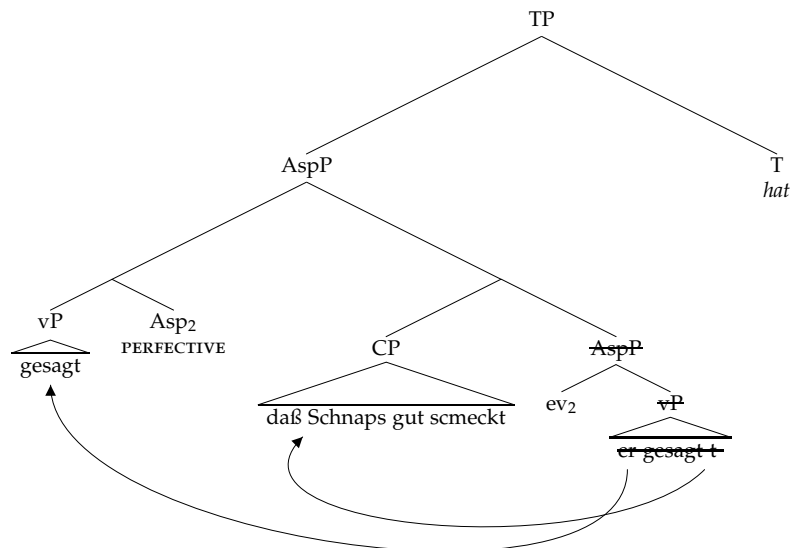 TP
AspP T
hat
vP Asp2
PERFECTIVE
gesagt
CP AspP
daß Schnaps gut scmeckt
ev2 vP
er gesagt t